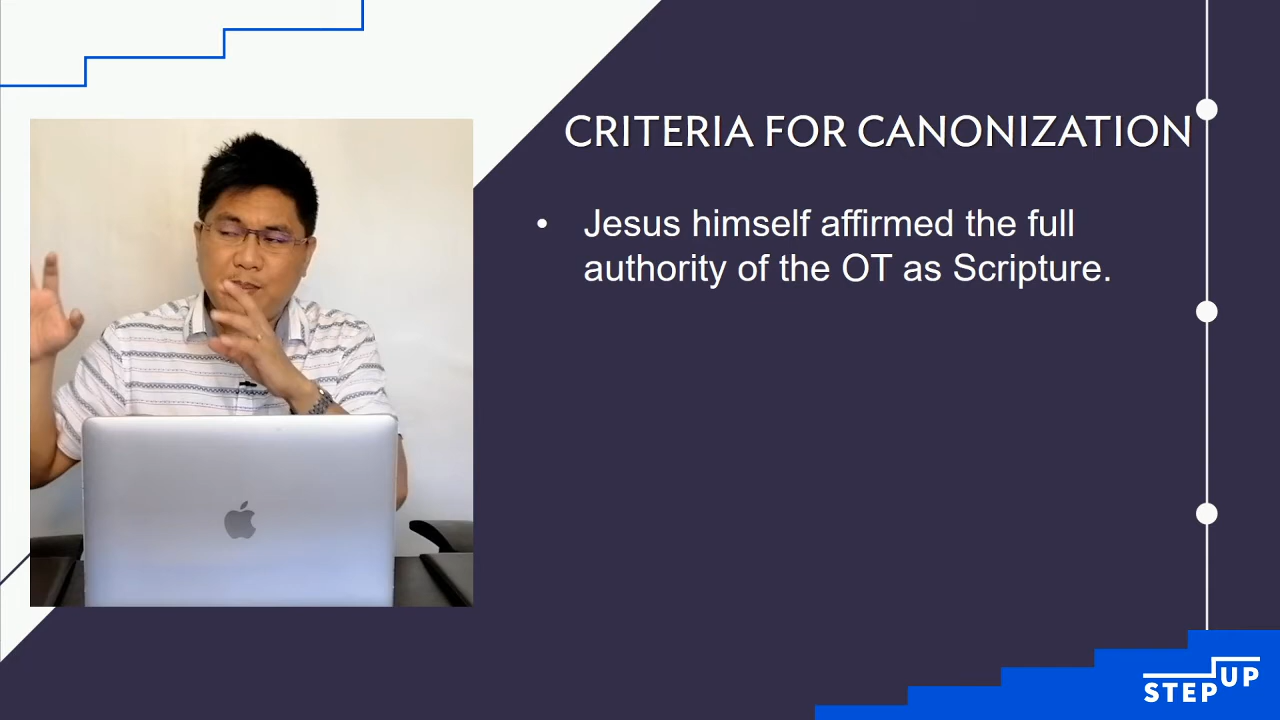 CRITERIA FOR CANONIZATION
• Jesus himself affirmed the full
authority of the OT as Scripture.
STEP UP